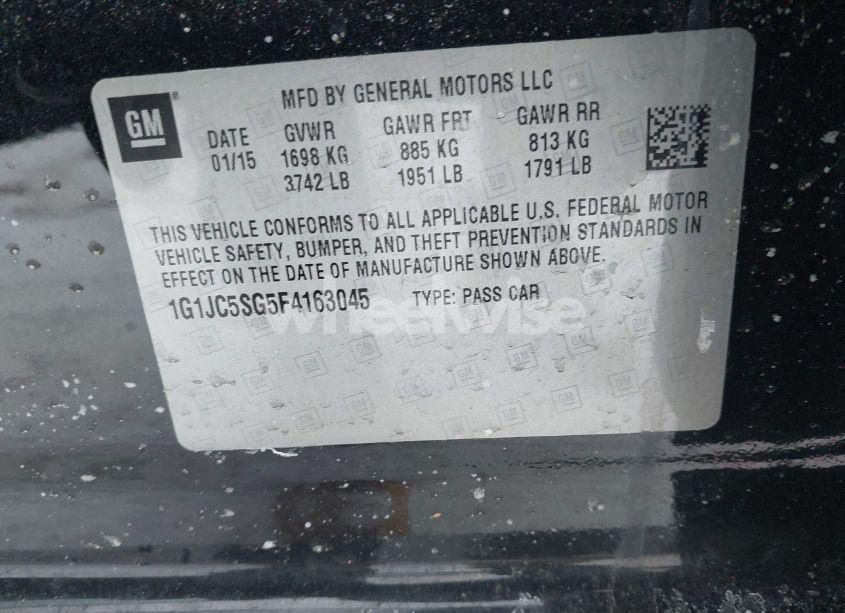 GM
MFD BY GENERAL MOTORS LLC
DATE GVWR GAWR FRT GAWR RR
01/15 1698 KG 885 KG 813 KG
3742 LB 1951 LB 1791 LB
THIS VEHICLE CONFORMS TO ALL APPLICABLE U.S. FEDERAL MOTOR
VEHICLE SAFETY, BUMPER, AND THEFT PREVENTION STANDARDS IN
EFFECT ON THE DATE OF MANUFACTURE SHOWN ABOVE.
1G1JC5SG5F4163045 TYPE: PASS CAR
wheelwise